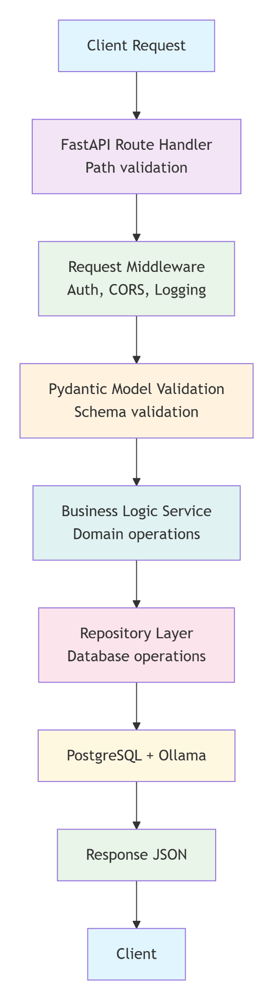 Client Request
FastAPI Route Handler
Path validation
Request Middleware
Auth, CORS, Logging
Pydantic Model Validation
Schema validation
Business Logic Service
Domain operations
Repository Layer
Database operations
PostgreSQL + Ollama
Response JSON
Client